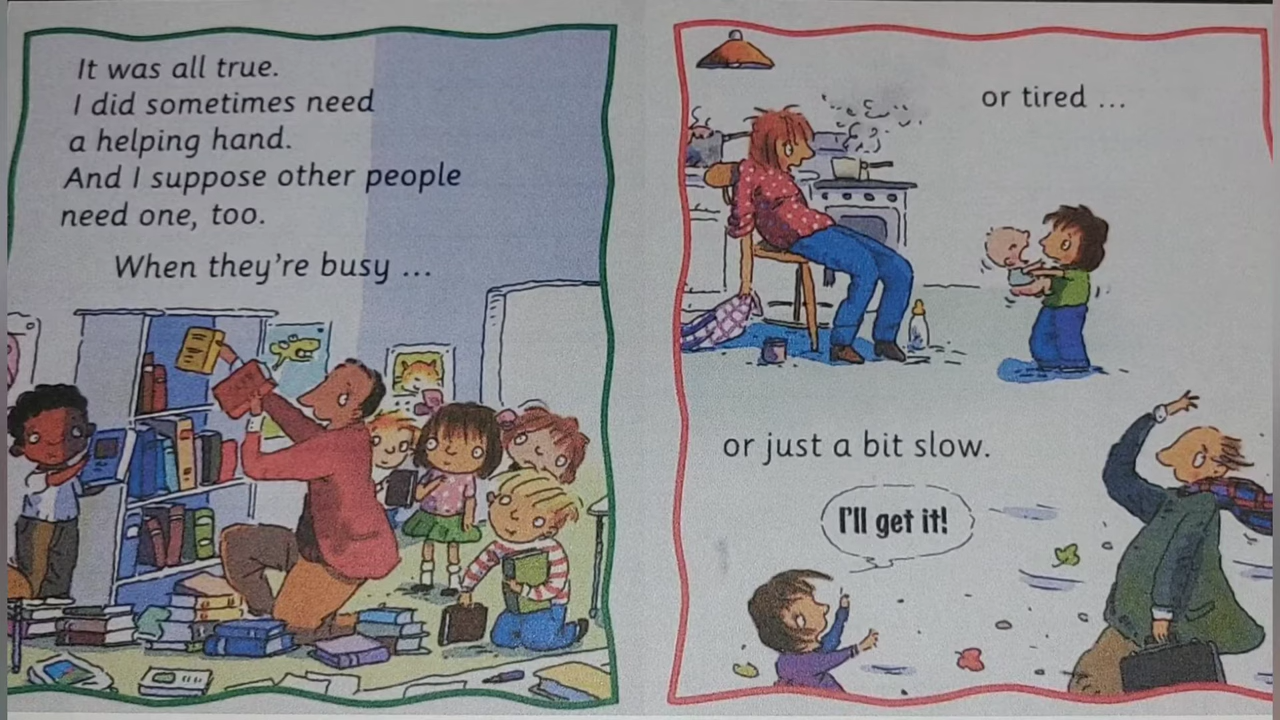 It was all true.
I did sometimes need
a helping hand.
And I suppose other people
need one, too.
When they're busy ...
or tired ...
or just a bit slow.
I'll get it!